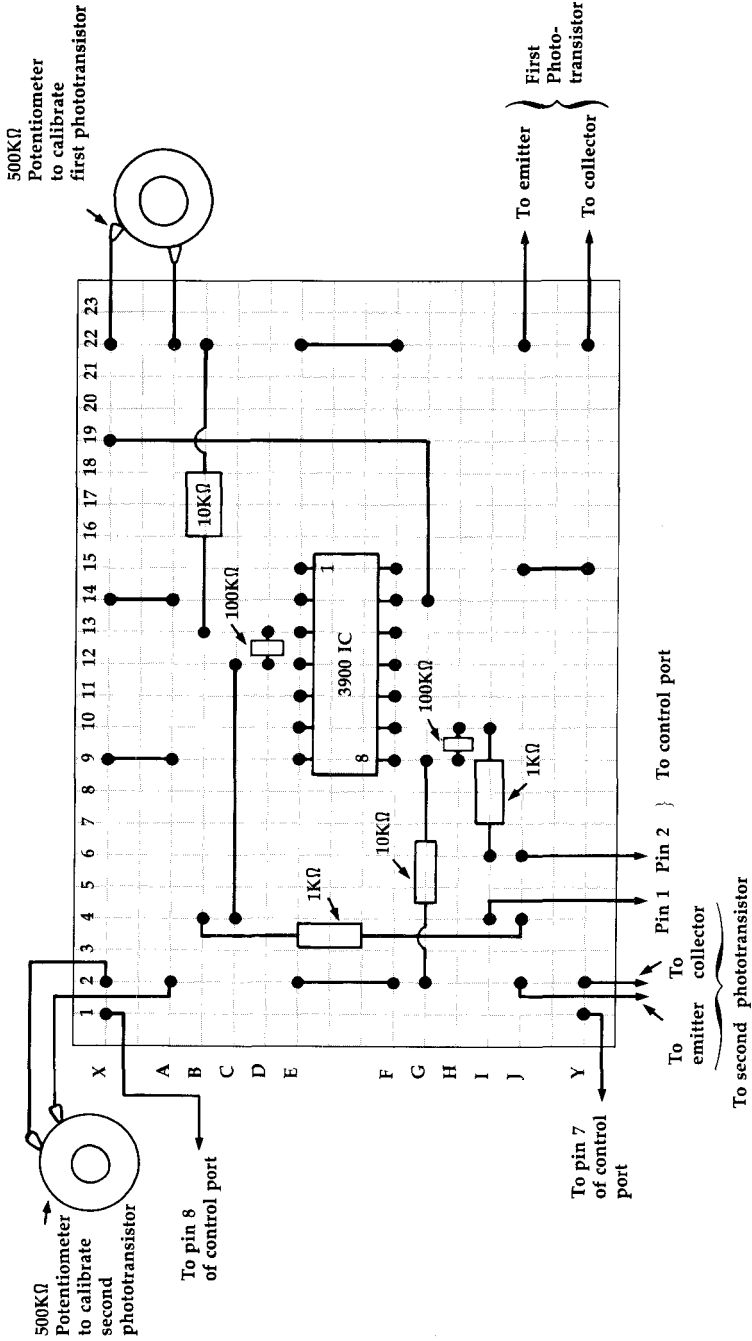 500KΩ
Potentiometer
to calibrate
first phototransistor
500KΩ
Potentiometer
to calibrate
second
phototransistor
To pin 8
of control port
1 2 3 4 5 6 7 8 9 10 11 12 13 14 15 16 17 18 19 20 21 22 23
X
A
B
C
D
E
F
G
H
I
J
Y
10KΩ
100KΩ
1
3900 IC
8
1KΩ
10KΩ
100KΩ
1KΩ
To emitter
To collector
First
Photo-
transistor
To pin 7
of control
port
To
emitter
To
collector
To second phototransistor
Pin 1 Pin 2 } To control port